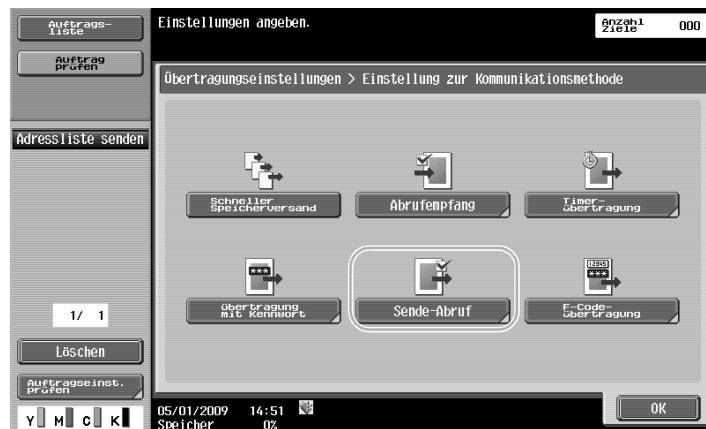 Auftrags-
liste
Auftrag
prüfen
Adressliste senden
1/ 1
Löschen
Auftragseinst.
prüfen
Y M C K
Einstellungen angeben.
Anzahl
Ziele 000
Übertragungseinstellungen > Einstellung zur Kommunikationsmethode
Schneller
Speicherversand
Abrufempfang
Timer-
übertragung
***
12345
***
übertragung
mit Kennwort
Sende-Abruf
F-Code-
übertragung
05/01/2009 14:51
Speicher 0%
OK